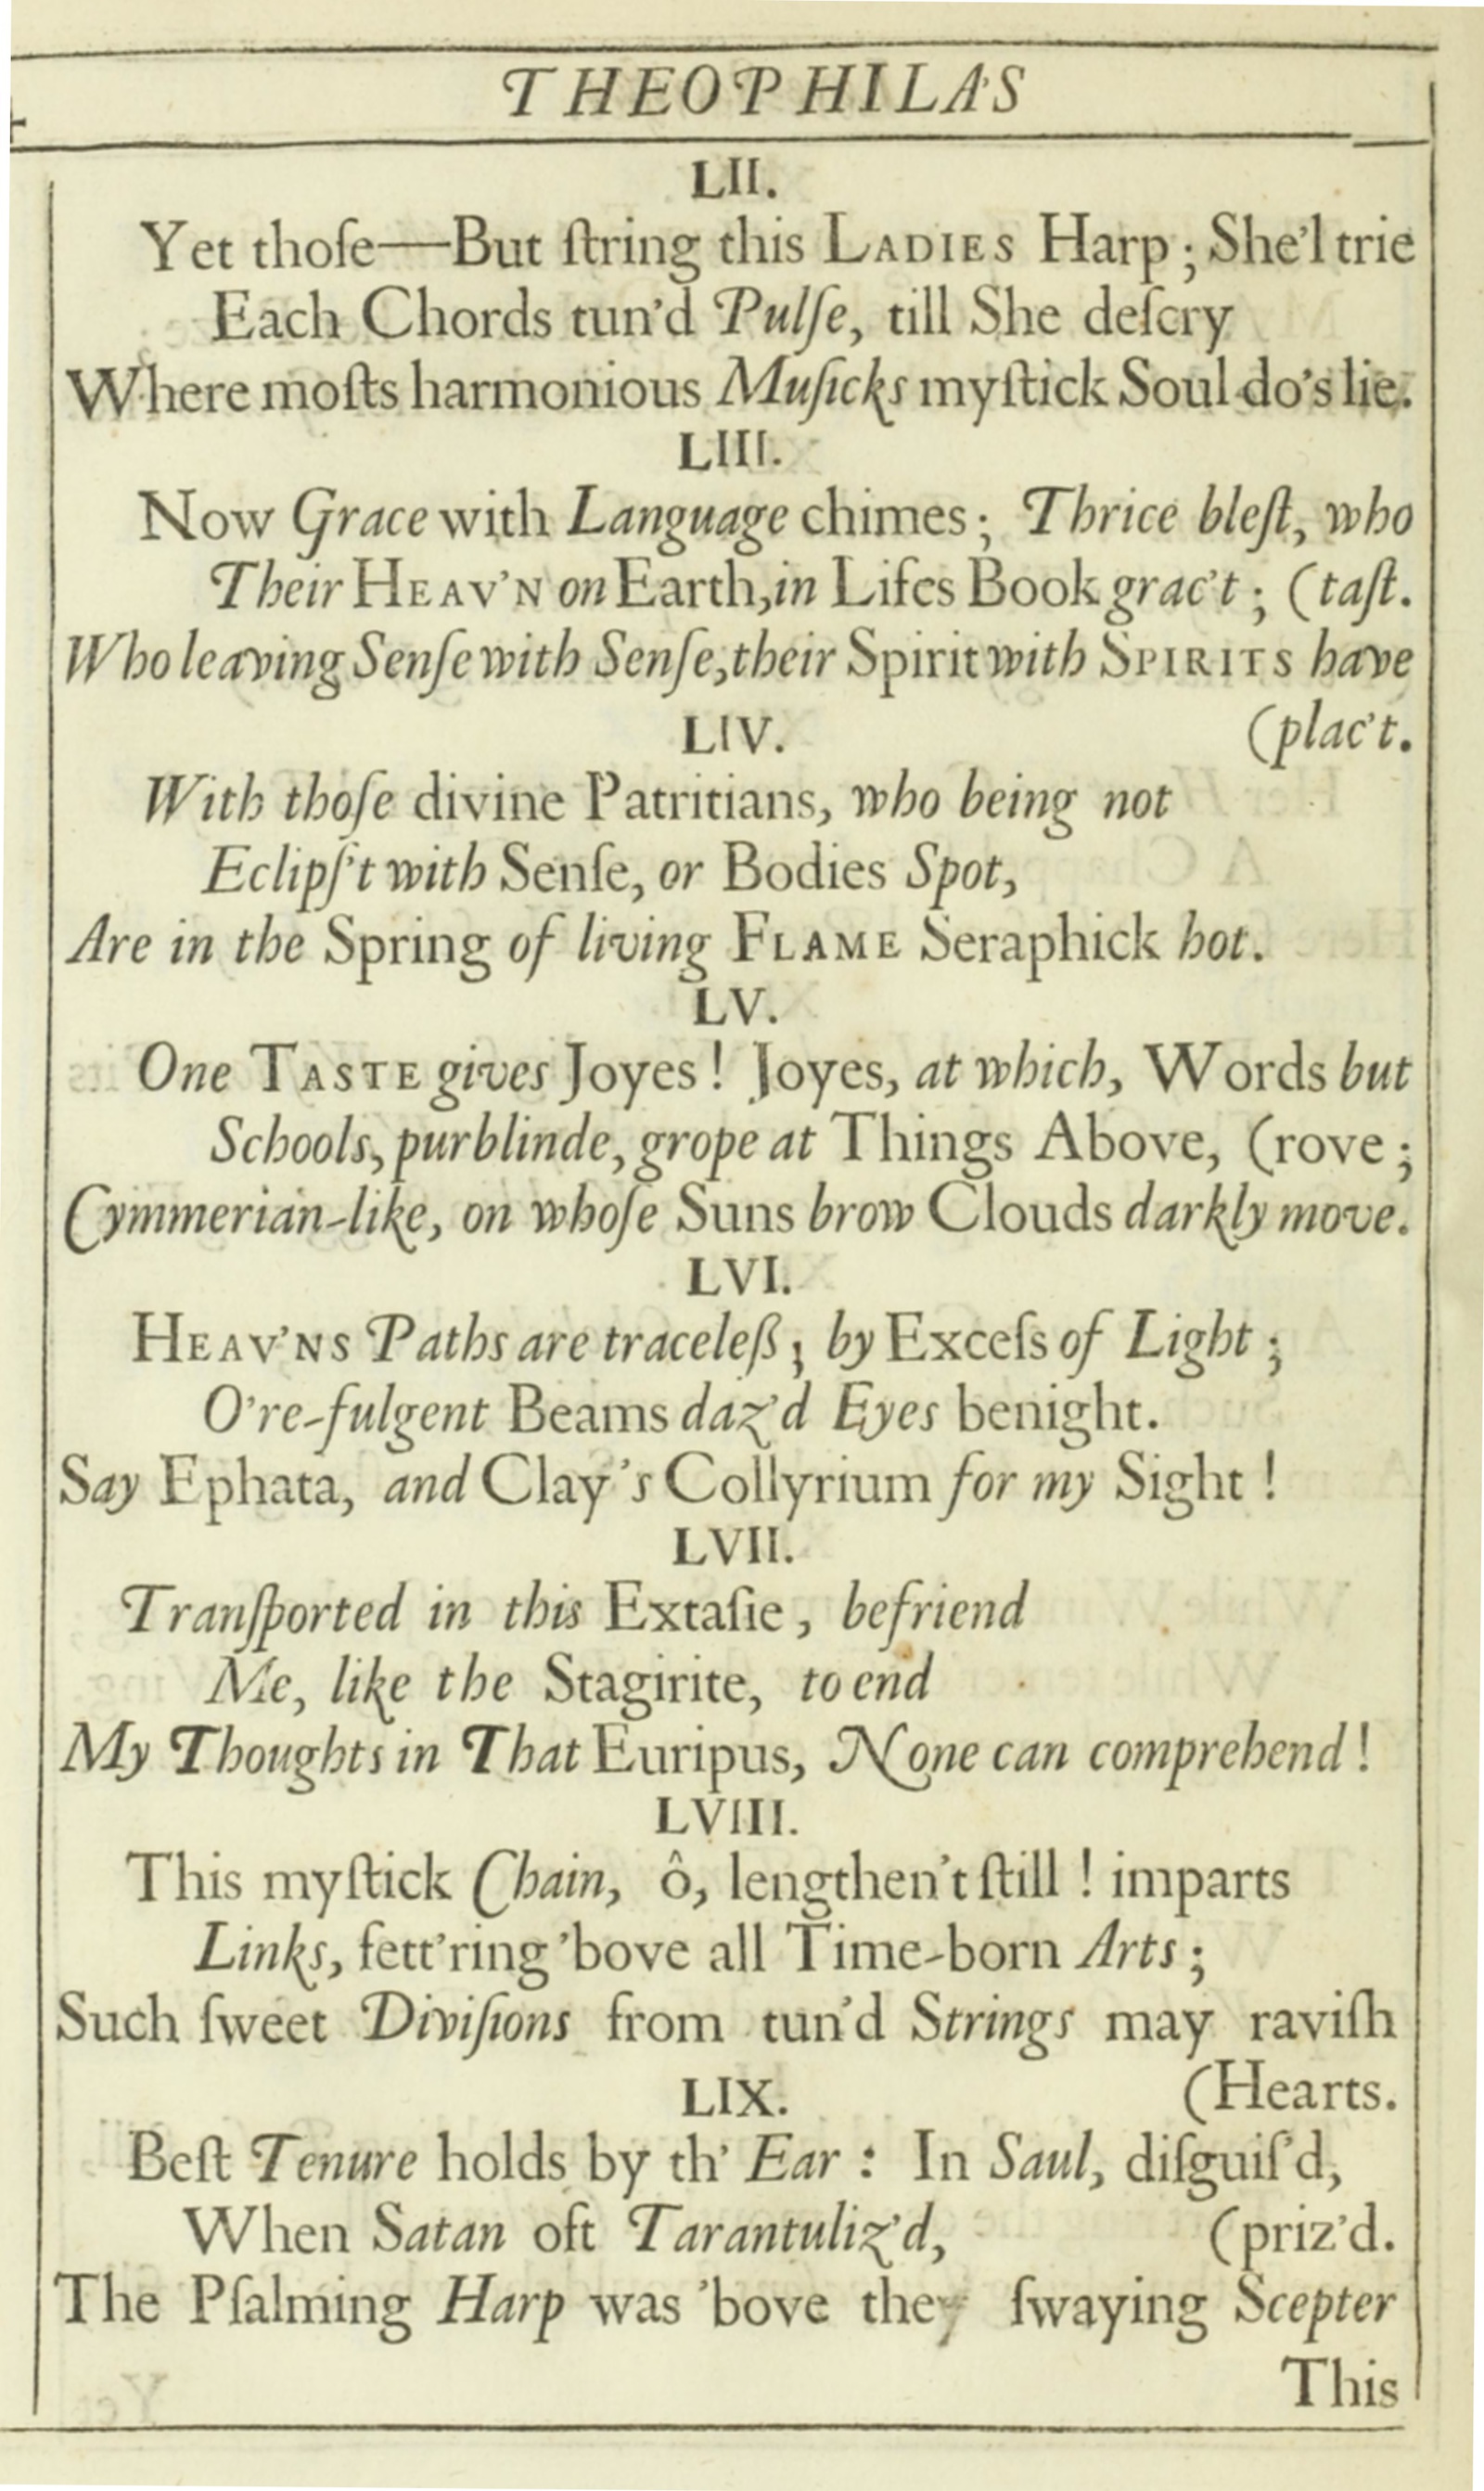 THEOPHILA'S
LII.
Yet thoſe—But ſtring this LADIES Harp; She'l trie
Each Chords tun'd Pulſe, till She deſcry
Where moſts harmonious Muſicks myſtick Soul do's lie.
LIII.
Now Grace with Language chimes; Thrice bleſt, who
Their HEAV'N on Earth, in Lifes Book grac't; (taſt.
Who leaving Senſe with Senſe, their Spirit with SPIRITS have
LIV. (plac't.
With thoſe divine Patritians, who being not
Eclipſ't with Senſe, or Bodies Spot,
Are in the Spring of living FLAME Seraphick hot.
LV.
One TASTE gives Joyes! Joyes, at which, Words but
Schools, purblinde, grope at Things Above, (rove;
Cymmerian-like, on whoſe Suns brow Clouds darkly move.
LVI.
HEAV'NS Paths are traceleß; by Exceſs of Light;
O're-fulgent Beams daz'd Eyes benight.
Say Ephata, and Clay's Collyrium for my Sight!
LVII.
Tranſported in this Extaſie, befriend
Me, like the Stagirite, to end
My Thoughts in That Euripus, None can comprehend!
LVIII.
This myſtick Chain, ô, lengthen't ſtill! imparts
Links, fett'ring 'bove all Time-born Arts;
Such ſweet Diviſions from tun'd Strings may raviſh
LIX. (Hearts.
Beſt Tenure holds by th' Ear: In Saul, diſguiſ'd,
When Satan oft Tarantuliz'd, (priz'd.
The Pſalming Harp was 'bove they ſwaying Scepter
This